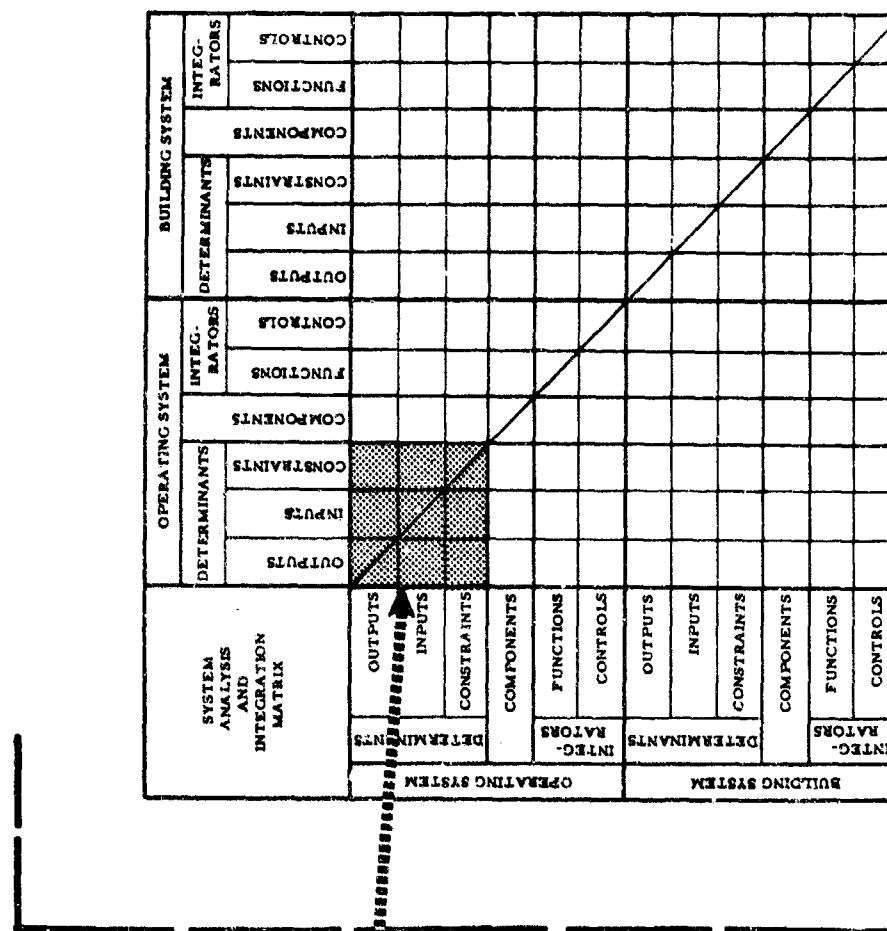 SYSTEM
ANALYSIS
AND
INTEGRATION
MATRIX
OPERATING SYSTEM
BUILDING SYSTEM
DETERMINANTS
INTEG-
RATORS
DETERMINANTS
INTEG-
RATORS
OUTPUTS
INPUTS
CONSTRAINTS
COMPONENTS
FUNCTIONS
CONTROLS
OUTPUTS
INPUTS
CONSTRAINTS
COMPONENTS
FUNCTIONS
CONTROLS
OPERATING SYSTEM
DETERMINANTS
OUTPUTS
INPUTS
CONSTRAINTS
COMPONENTS
INTEG-
RATORS
FUNCTIONS
CONTROLS
BUILDING SYSTEM
DETERMINANTS
OUTPUTS
INPUTS
CONSTRAINTS
COMPONENTS
INTEG-
RATORS
FUNCTIONS
CONTROLS